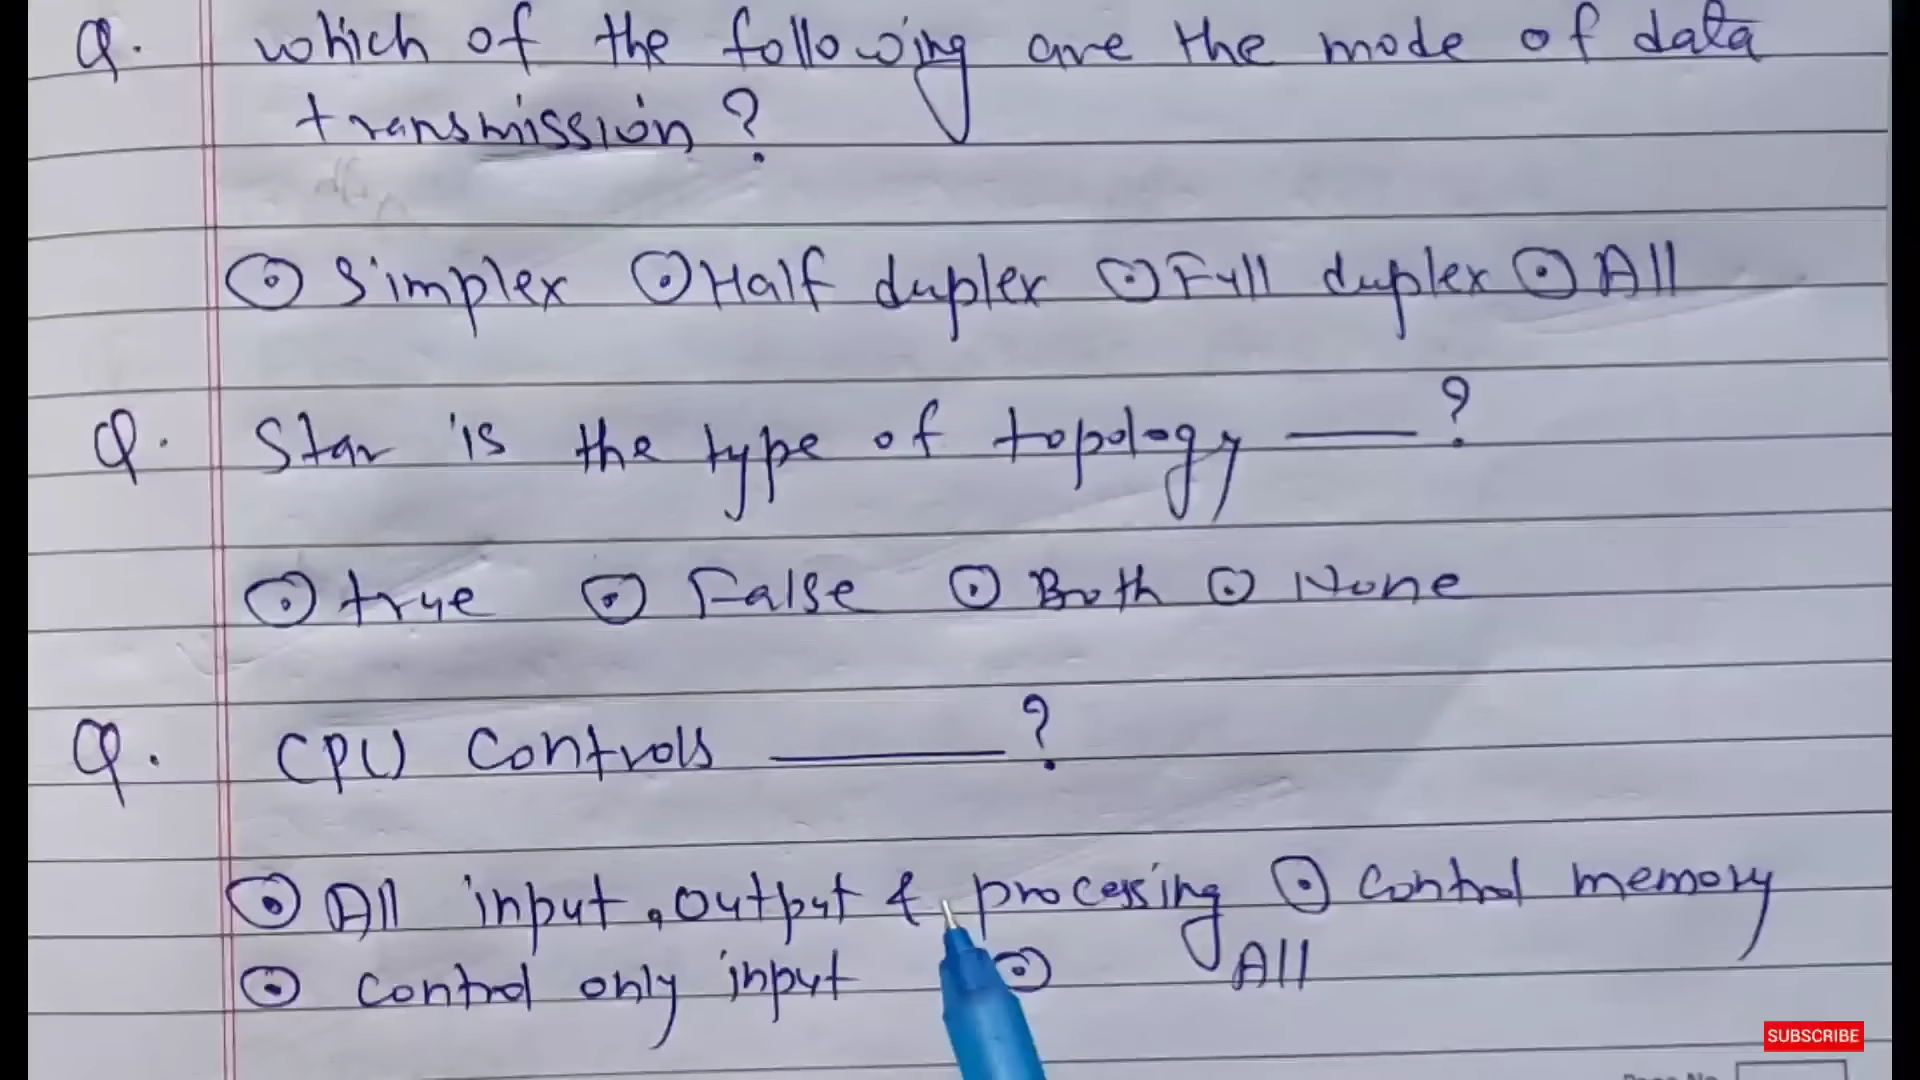 Q. which of the following are the mode of data
transmission ?
⊙ Simplex ⊙ Half duplex ⊙ Full duplex ⊙ All
Q. Star is the type of topology —— ?
⊙ true ⊙ False ⊙ Both ⊙ None
Q. CPU Controls ———— ?
⊙ All input, output & processing ⊙ Control memory
⊙ control only input ⊙ All
SUBSCRIBE